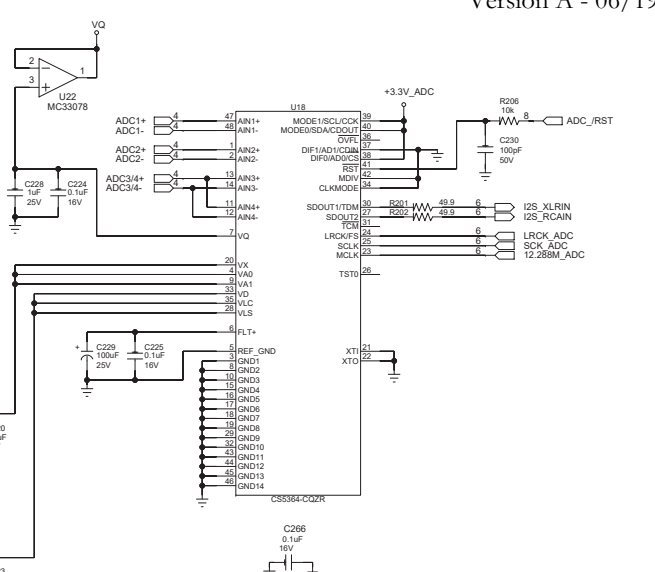 Version A - 06/19
VQ
2
1
3
U22
MC33078
U18
+3.3V_ADC
ADC1+ 4 47 AIN1+
ADC1- 4 48 AIN1-
ADC2+ 4 1 AIN2+
ADC2- 4 2 AIN2-
ADC3/4+ 4 13 AIN3+
ADC3/4- 4 14 AIN3-
11 AIN4+
12 AIN4-
7 VQ
20 VX
4 VA0
9 VA1
33 VD
35 VLC
28 VLS
6 FLT+
5 REF_GND
3 GND1
8 GND2
10 GND3
15 GND4
16 GND5
17 GND6
18 GND7
19 GND8
29 GND9
32 GND10
43 GND11
44 GND12
45 GND13
46 GND14
MODE1/SCL/CCK 39
MODE0/SDA/CDOUT 40
OVFL 36
DIF1/AD1/CDIN 37
DIF0/AD0/CS 38
RST 41
MDIV 42
CLKMODE 34
SDOUT1/TDM 30
SDOUT2 27
TCM 31
LRCK/FS 24
SCLK 25
MCLK 23
TST0 26
XTI 21
XTO 22
CS5364-CQZR
R206
10k
8 ADC_/RST
C230
100pF
50V
R201 49.9 6 I2S_XLRIN
R202 49.9 6 I2S_RCAIN
6 LRCK_ADC
6 SCK_ADC
6 12.288M_ADC
C228
1uF
25V
C224
0.1uF
16V
+ C229
100uF
25V
C225
0.1uF
16V
C266
0.1uF
16V